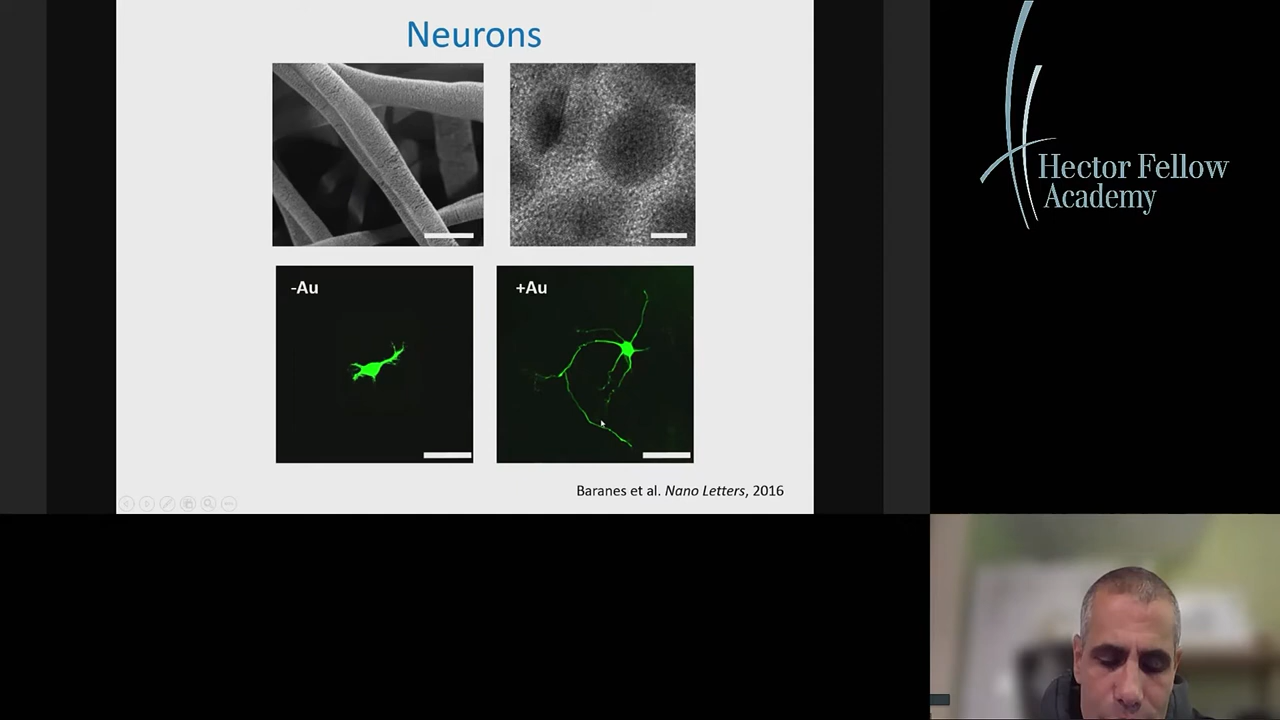 Neurons
-Au
+Au
Baranes et al. Nano Letters, 2016
Hector Fellow
Academy